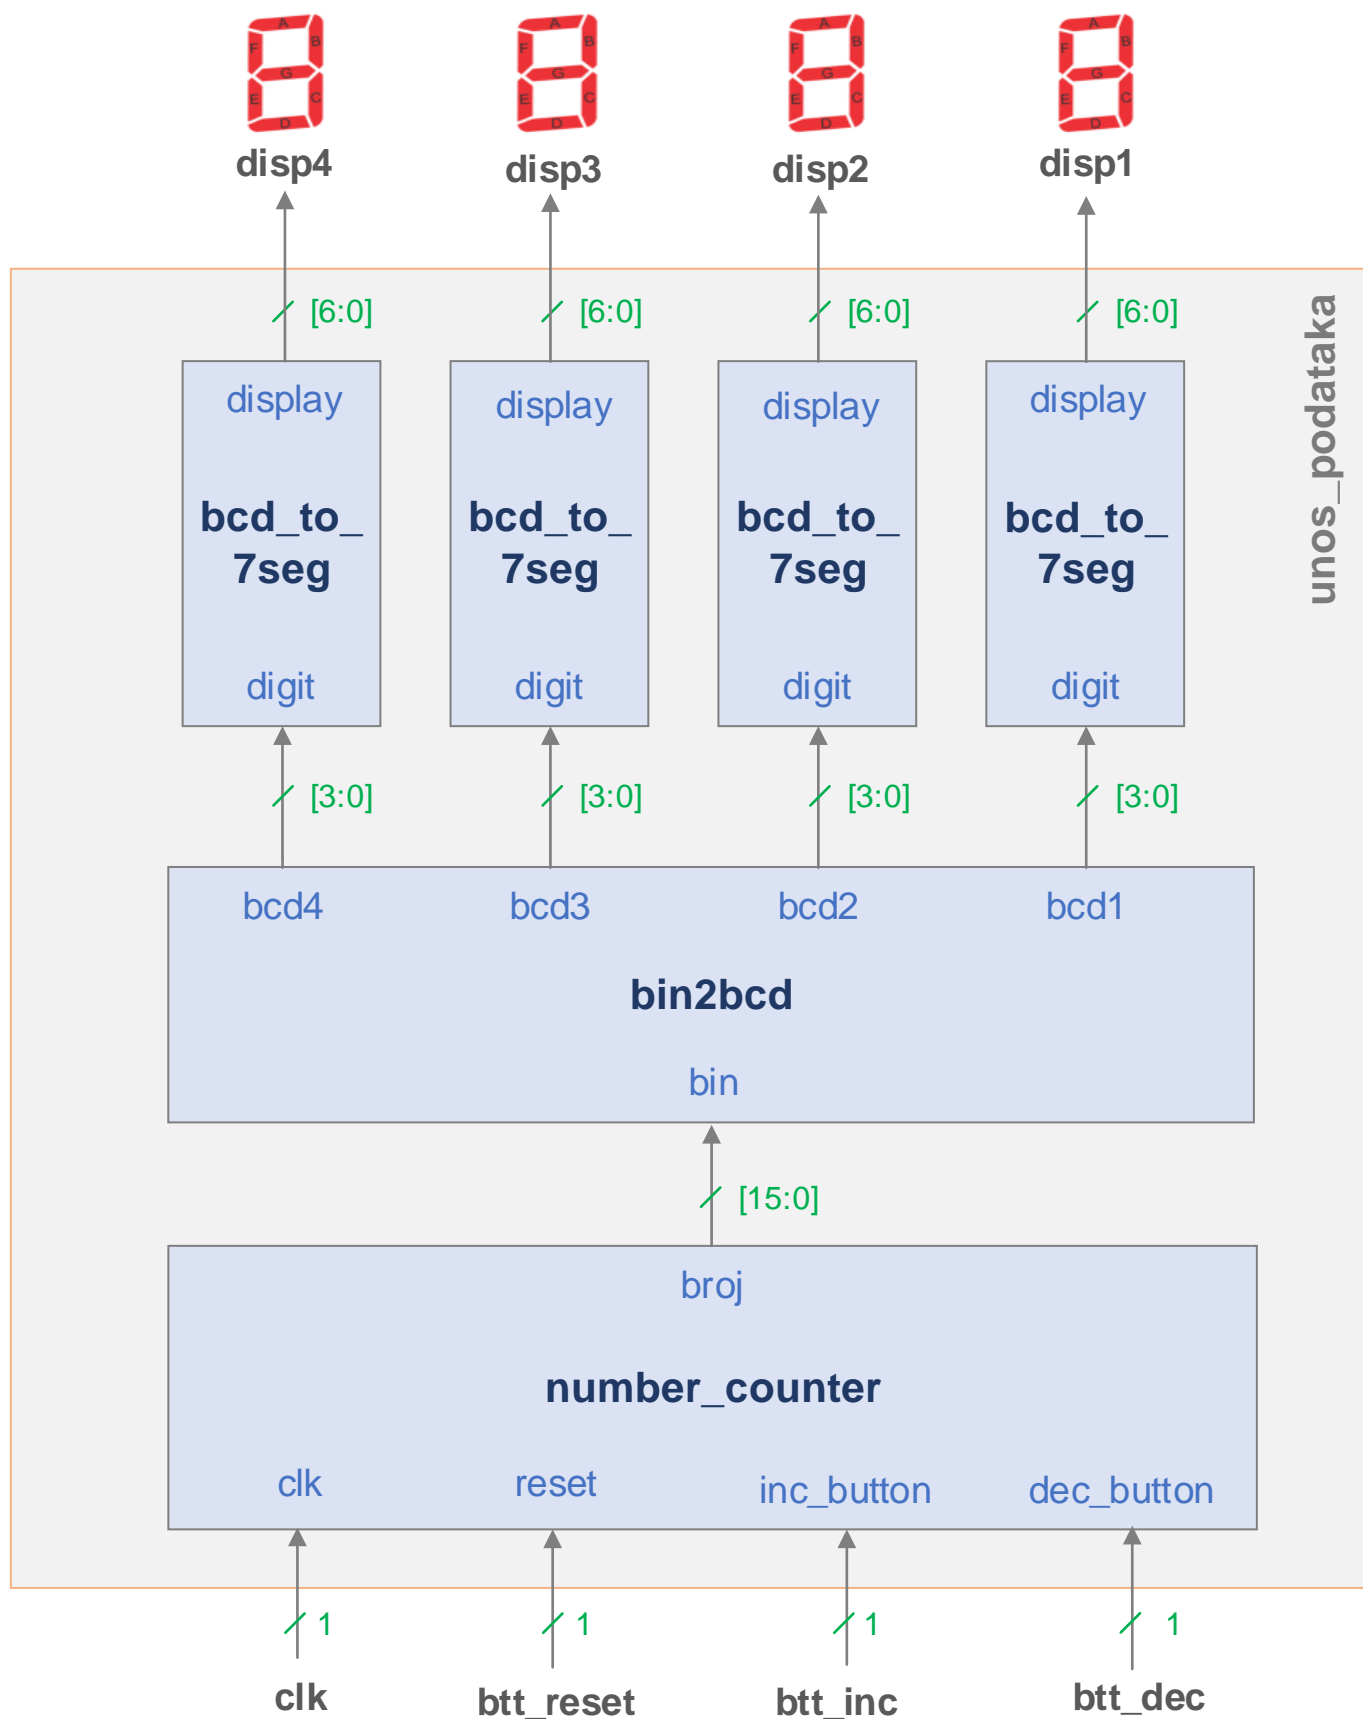 A A A A
F B F B F B F B
G G G G
E C E C E C E C
D D D D
disp4 disp3 disp2 disp1
[6:0] [6:0] [6:0] [6:0]
unos_podataka
display display display display
bcd_to_ bcd_to_ bcd_to_ bcd_to_
7seg 7seg 7seg 7seg
digit digit digit digit
[3:0] [3:0] [3:0] [3:0]
bcd4 bcd3 bcd2 bcd1
bin2bcd
bin
[15:0]
broj
number_counter
clk reset inc_button dec_button
1 1 1 1
clk btt_reset btt_inc btt_dec